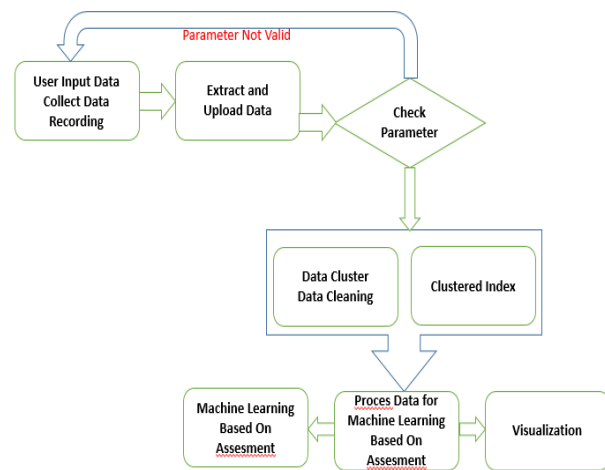 Parameter Not Valid
User Input Data
Collect Data
Recording
Extract and
Upload Data
Check
Parameter
Data Cluster
Data Cleaning
Clustered Index
Machine Learning
Based On
Assesment
Proces Data for
Machine Learning
Based On
Assesment
Visualization